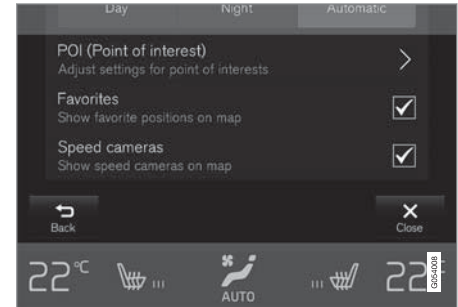 Day Night Automatic
POI (Point of interest)
Adjust settings for point of interests
Favorites
Show favorite positions on map
Speed cameras
Show speed cameras on map
Back Close
22°C AUTO 22°
G054008